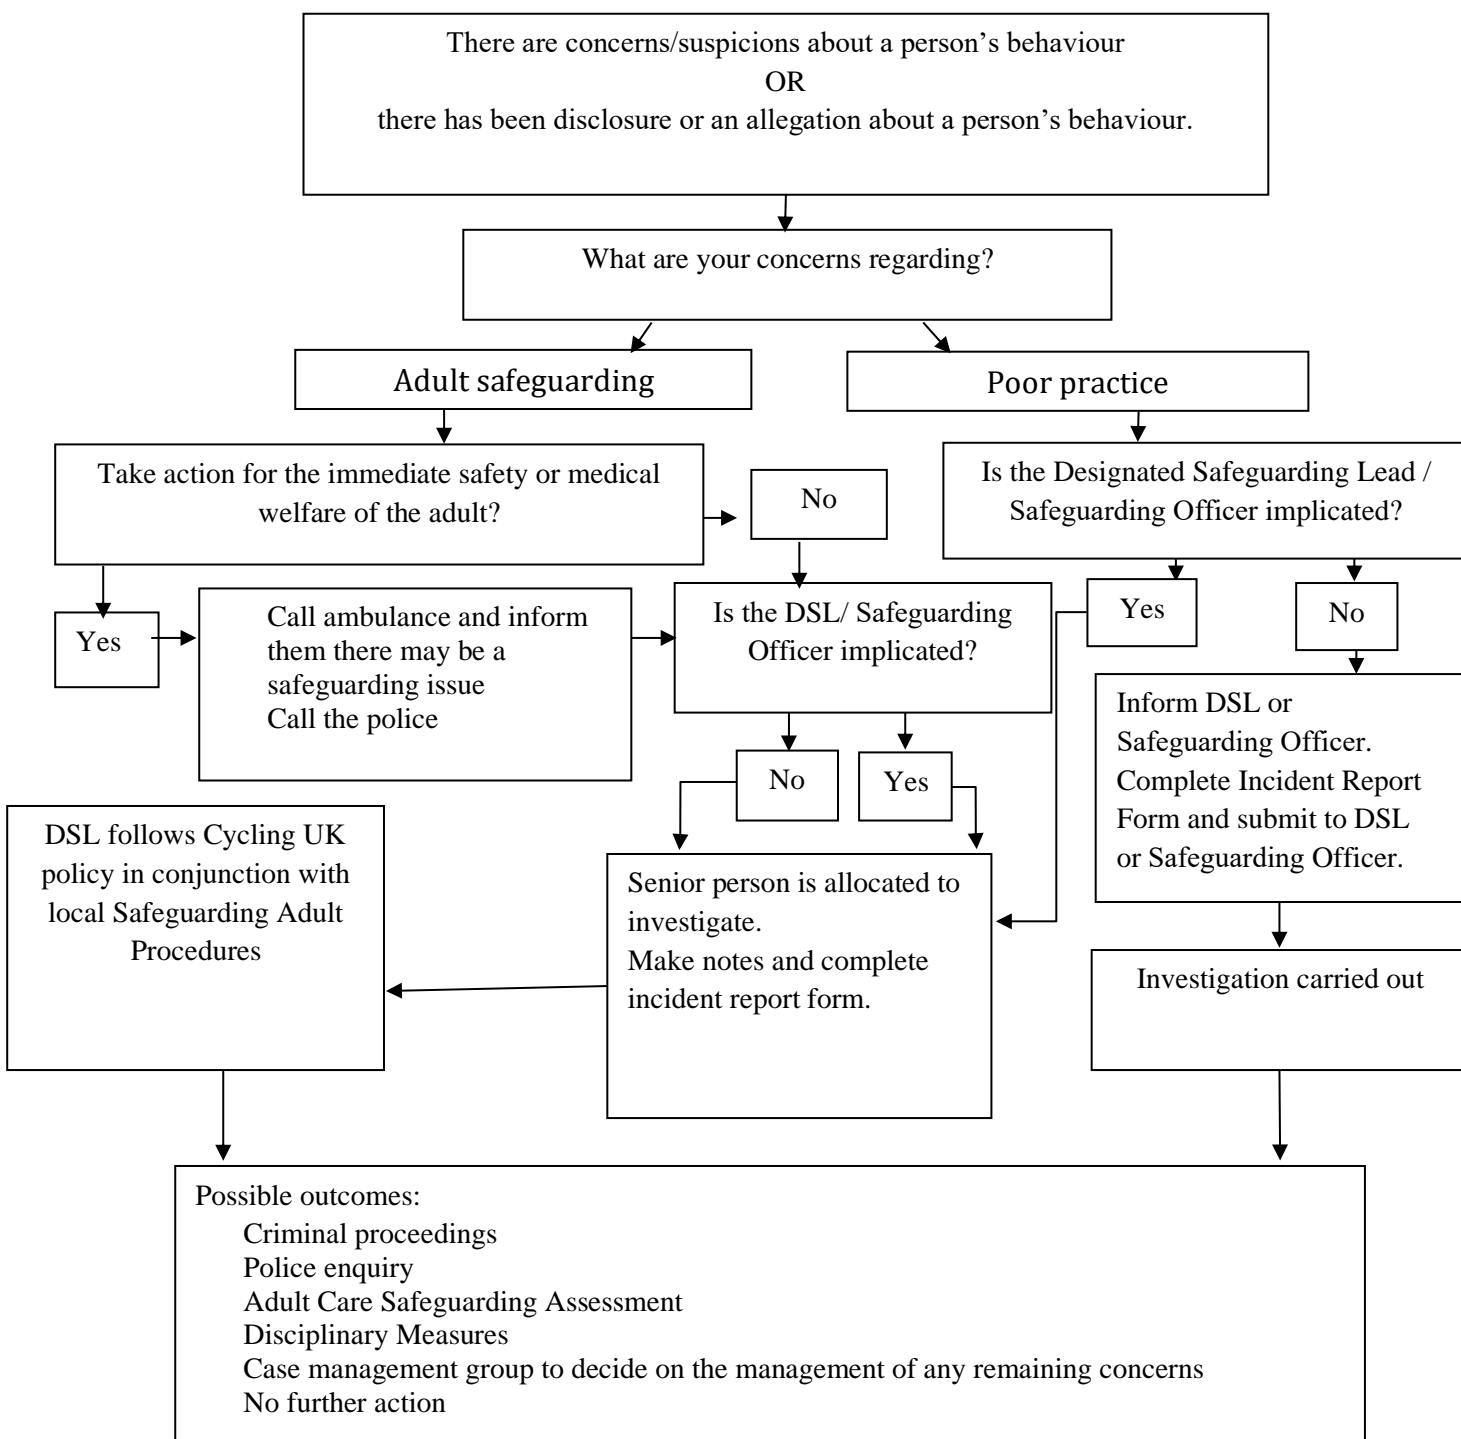 There are concerns/suspicions about a person’s behaviour
OR
there has been disclosure or an allegation about a person’s behaviour.
What are your concerns regarding?
Adult safeguarding
Poor practice
Take action for the immediate safety or medical
welfare of the adult?
No
Is the Designated Safeguarding Lead /
Safeguarding Officer implicated?
Yes
Call ambulance and inform
them there may be a
safeguarding issue
Call the police
Is the DSL/ Safeguarding
Officer implicated?
Yes
No
No
Yes
Inform DSL or
Safeguarding Officer.
Complete Incident Report
Form and submit to DSL
or Safeguarding Officer.
DSL follows Cycling UK
policy in conjunction with
local Safeguarding Adult
Procedures
Senior person is allocated to
investigate.
Make notes and complete
incident report form.
Investigation carried out
Possible outcomes:
Criminal proceedings
Police enquiry
Adult Care Safeguarding Assessment
Disciplinary Measures
Case management group to decide on the management of any remaining concerns
No further action